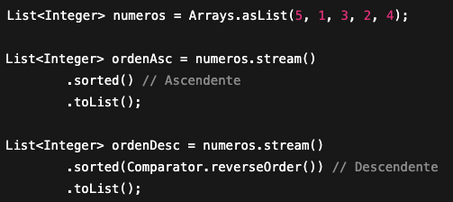 List<Integer> numeros = Arrays.asList(5, 1, 3, 2, 4);
List<Integer> ordenAsc = numeros.stream()
.sorted() // Ascendente
.toList();
List<Integer> ordenDesc = numeros.stream()
.sorted(Comparator.reverseOrder()) // Descendente
.toList();